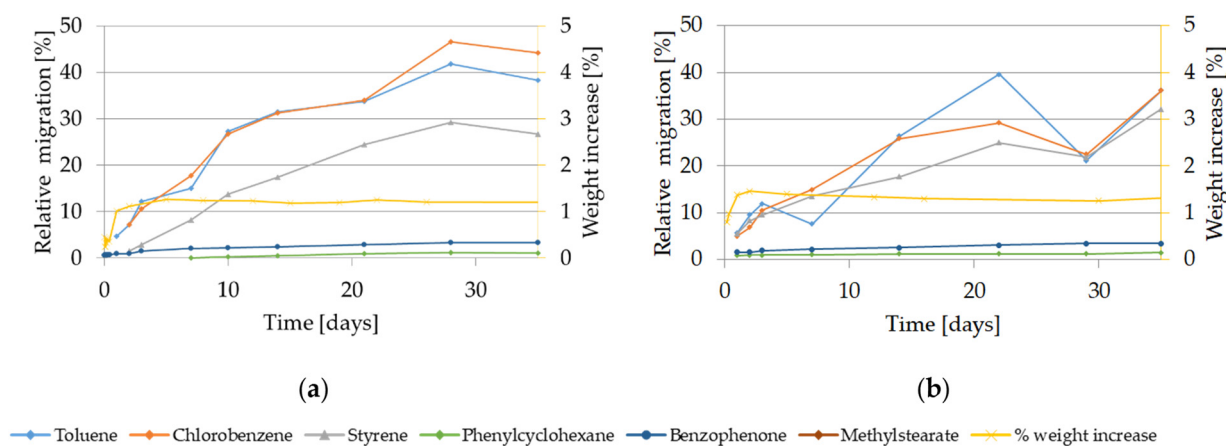 Relative migration [%]
50
40
30
20
10
0
0 10 20 30
Time [days]
5
4
3
2
1
0
Weight increase [%]
(a)
Relative migration [%]
50
40
30
20
10
0
0 10 20 30
Time [days]
5
4
3
2
1
0
Weight increase [%]
(b)
Toluene Chlorobenzene Styrene Phenylcyclohexane Benzophenone Methylstearate % weight increase